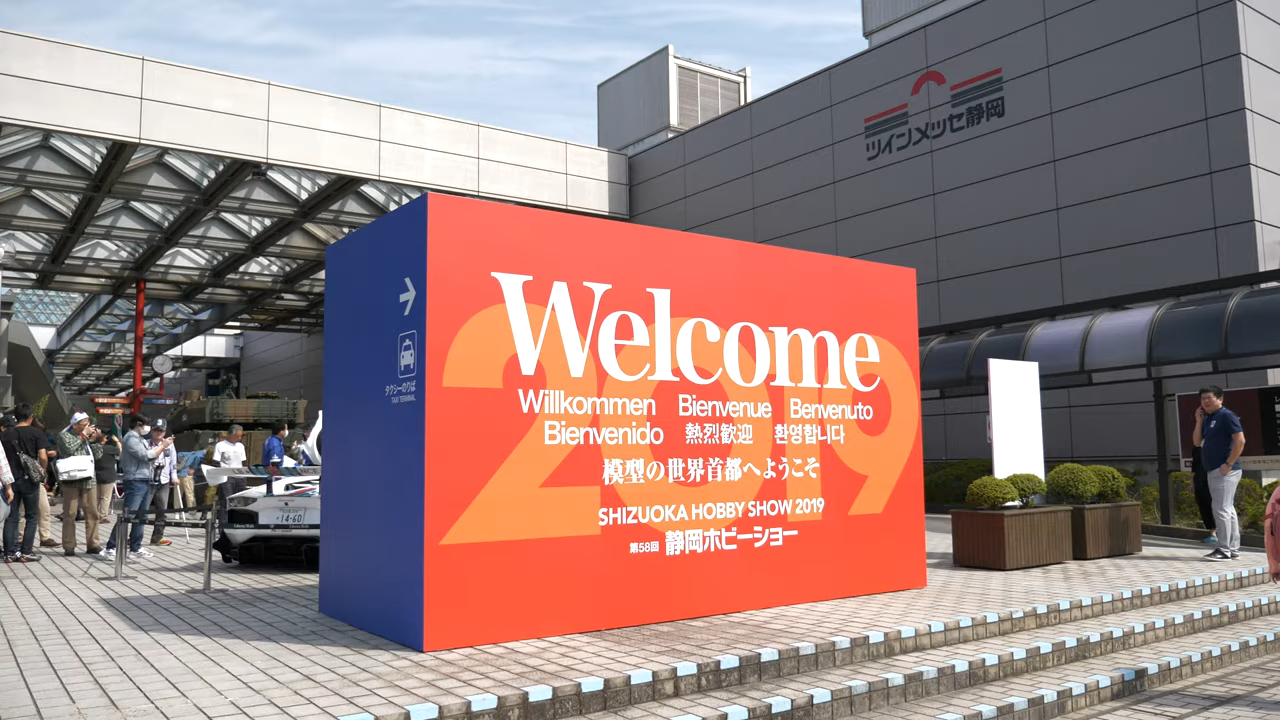 ツインメッセ静岡
タクシーのりば
TAXI TERMINAL
2019
Welcome
Willkommen Bienvenue Benvenuto
Bienvenido 熱烈歓迎 환영합니다
模型の世界首都へようこそ
SHIZUOKA HOBBY SHOW 2019
第58回 静岡ホビーショー
14-60